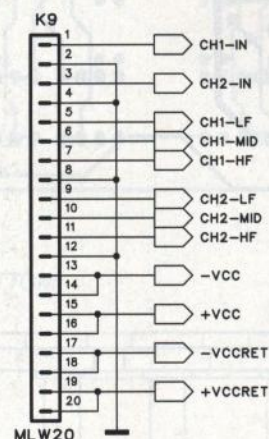 K9
1
CH1-IN
2
3
CH2-IN
4
5
CH1-LF
6
CH1-MID
7
CH1-HF
8
9
CH2-LF
10
CH2-MID
11
CH2-HF
12
13
-VCC
14
15
+VCC
16
17
-VCCRET
18
19
+VCCRET
20
MLW20